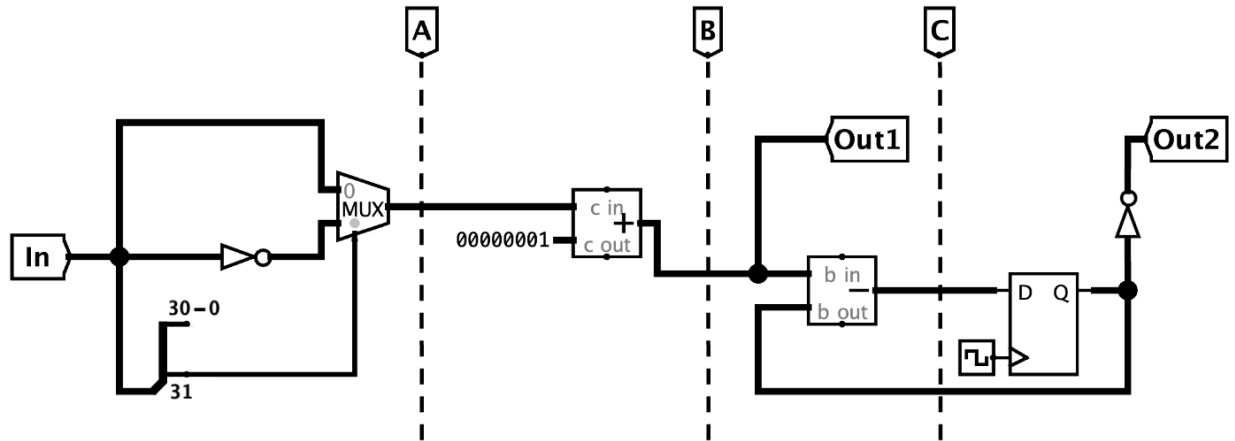 A
B
C
Out1
Out2
0
MUX
In
c in
+
c out
00000001
b in
−
b out
D Q
30-0
31